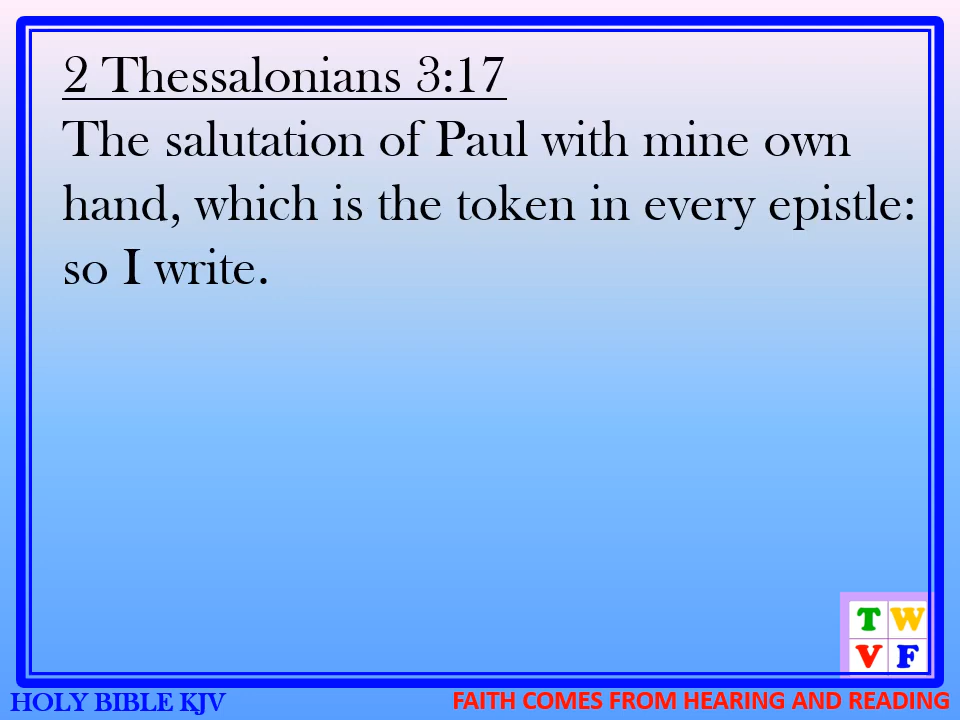 2 Thessalonians 3:17
The salutation of Paul with mine own
hand, which is the token in every epistle:
so I write.
T W
V F
HOLY BIBLE KJV
FAITH COMES FROM HEARING AND READING